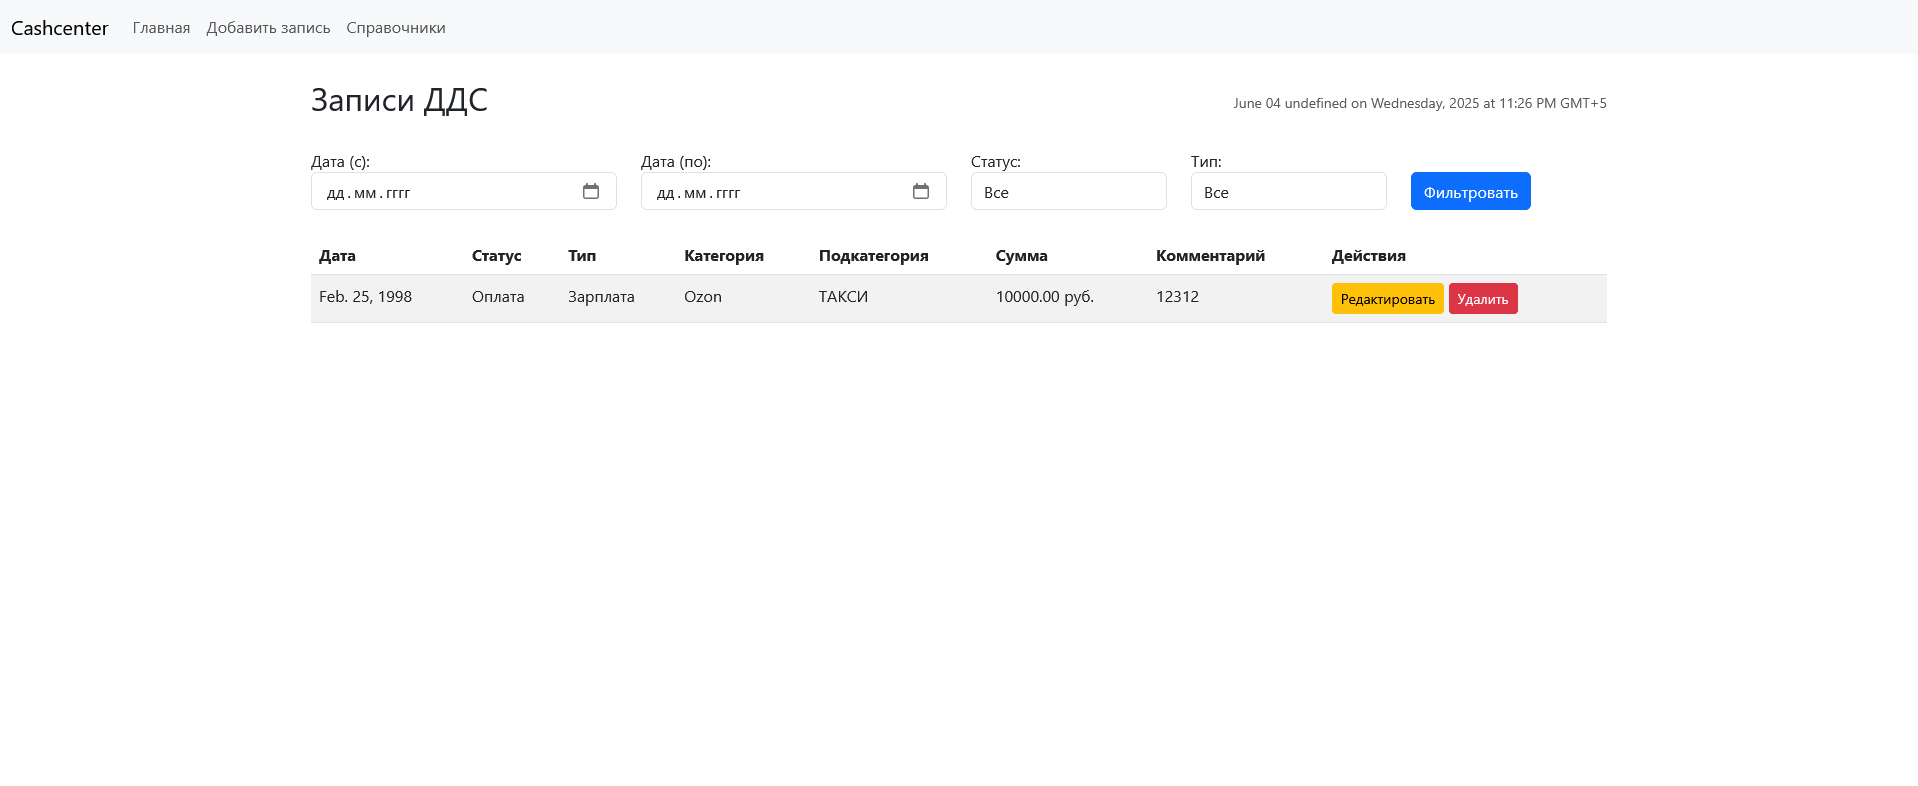 Cashcenter Главная Добавить запись Справочники
Записи ДДС
June 04 undefined on Wednesday, 2025 at 11:26 PM GMT+5
Дата (с): Дата (по): Статус: Тип:
дд.мм.гггг дд.мм.гггг Все Все Фильтровать
Дата Статус Тип Категория Подкатегория Сумма Комментарий Действия
Feb. 25, 1998 Оплата Зарплата Ozon ТАКСИ 10000.00 руб. 12312 Редактировать Удалить